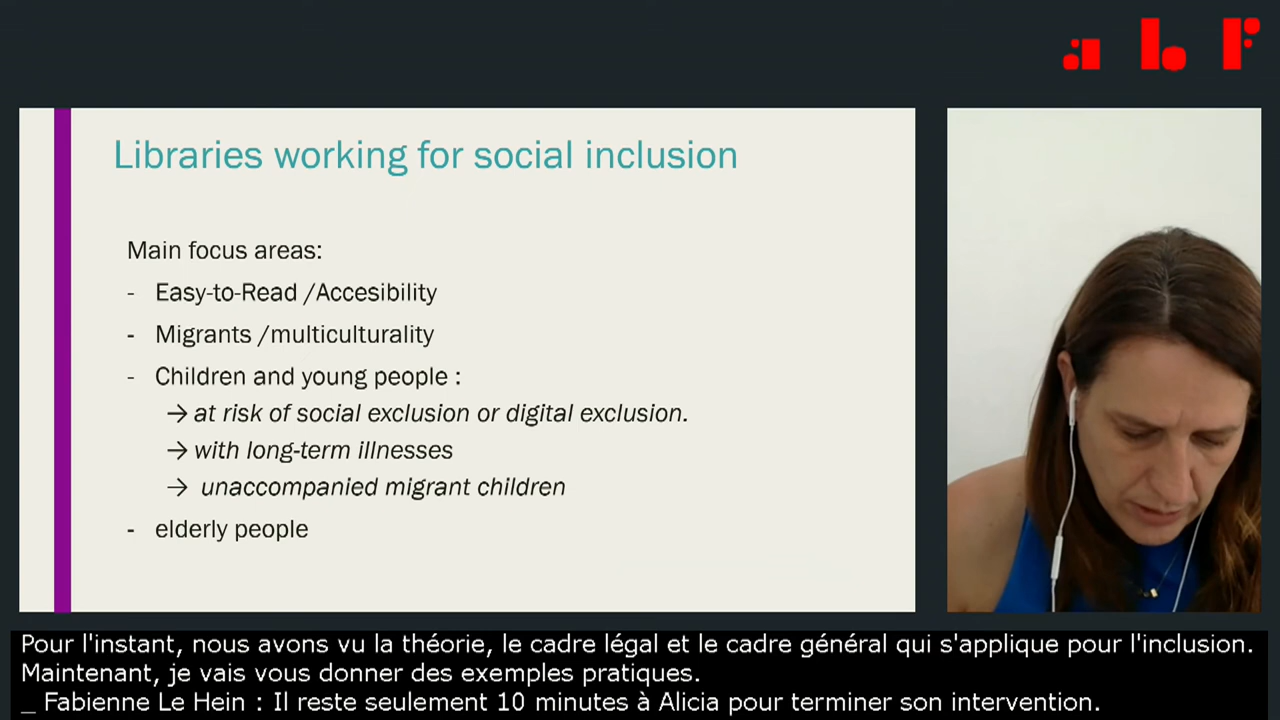 abf
Libraries working for social inclusion
Main focus areas:
- Easy-to-Read /Accesibility
- Migrants /multiculturality
- Children and young people :
→ at risk of social exclusion or digital exclusion.
→ with long-term illnesses
→ unaccompanied migrant children
- elderly people
Pour l'instant, nous avons vu la théorie, le cadre légal et le cadre général qui s'applique pour l'inclusion.
Maintenant, je vais vous donner des exemples pratiques.
_ Fabienne Le Hein : Il reste seulement 10 minutes à Alicia pour terminer son intervention.